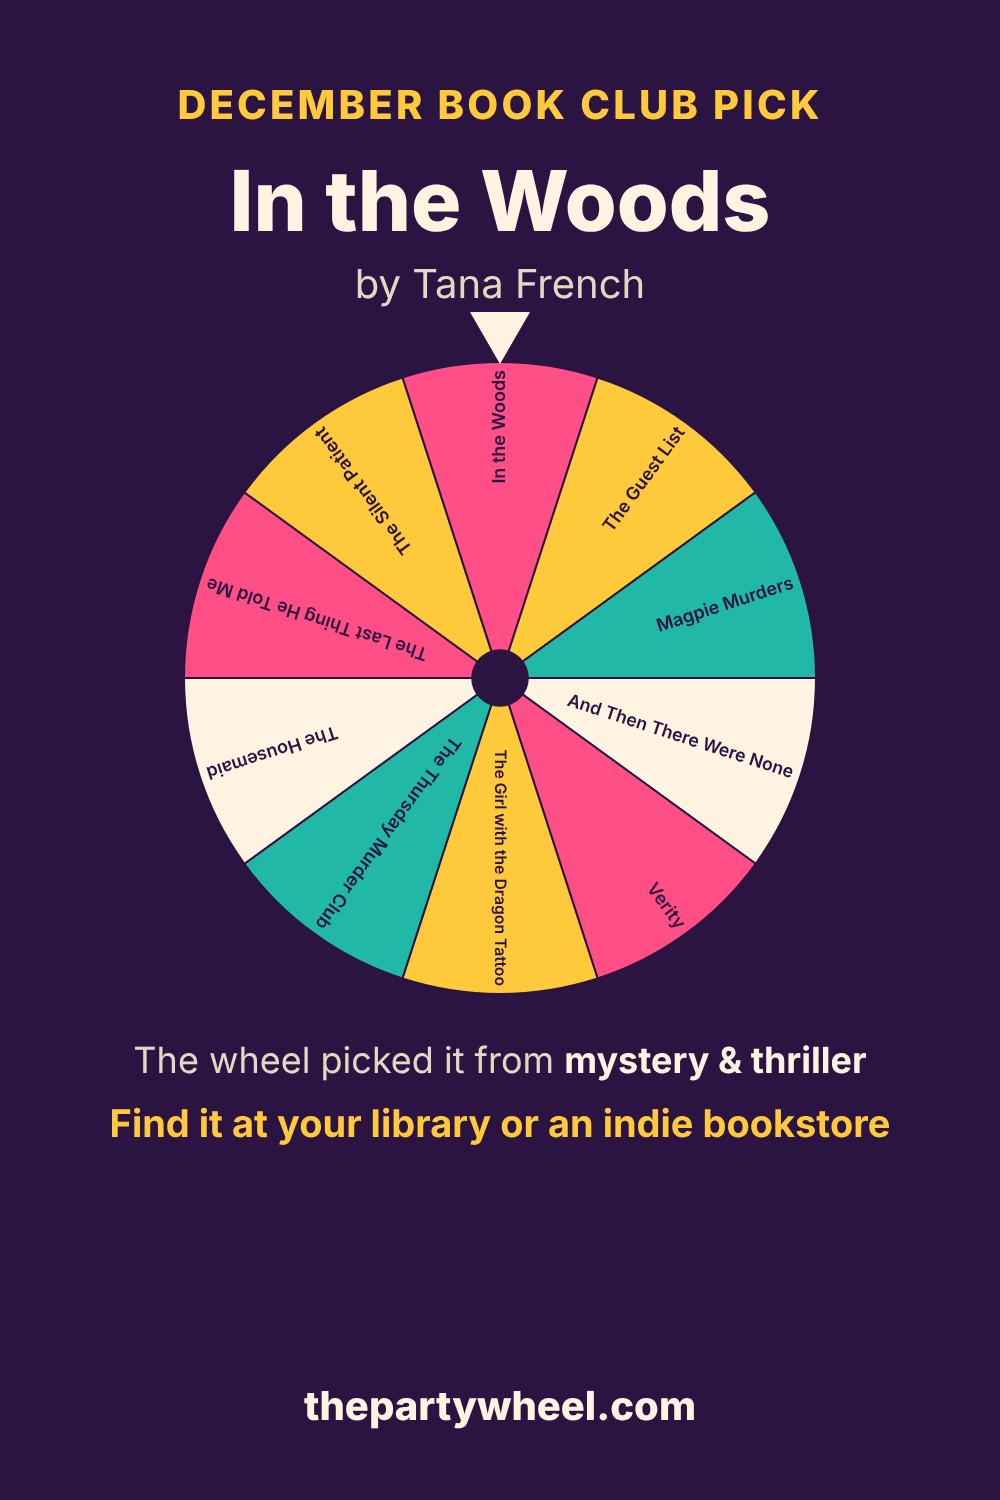 DECEMBER BOOK CLUB PICK
In the Woods
by Tana French
In the Woods
The Guest List
Magpie Murders
And Then There Were None
Verity
The Girl with the Dragon Tattoo
The Thursday Murder Club
The Housemaid
The Last Thing He Told Me
The Silent Patient
The wheel picked it from mystery & thriller
Find it at your library or an indie bookstore
thepartywheel.com